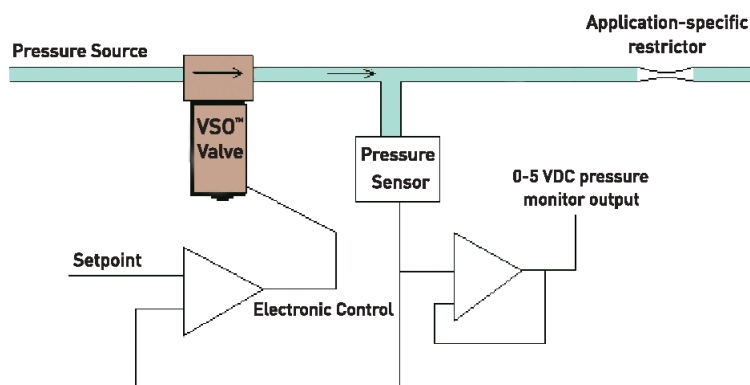 Application-specific
restrictor
Pressure Source
VSO™
Valve
Pressure
Sensor
0-5 VDC pressure
monitor output
Setpoint
Electronic Control